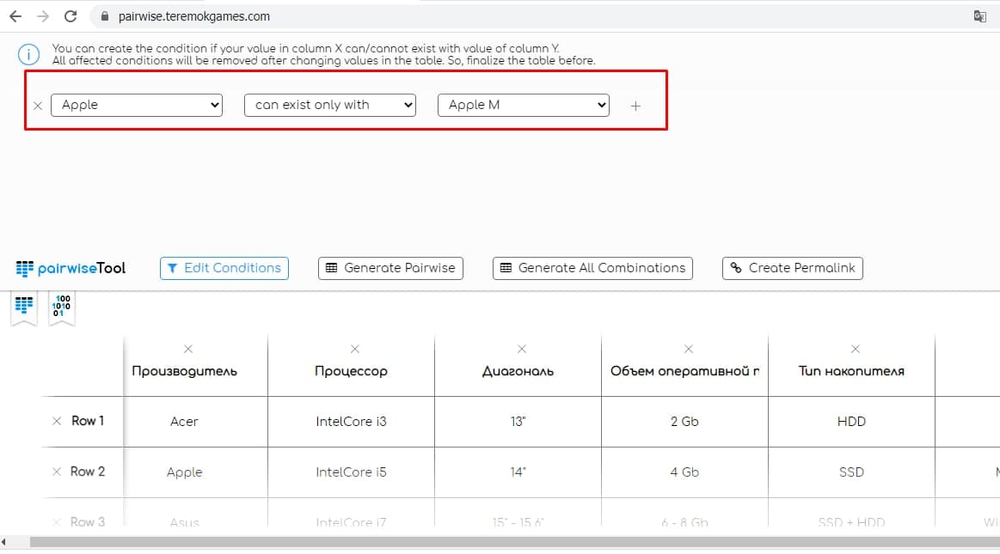 pairwise.teremokgames.com
You can create the condition if your value in column X can/cannot exist with value of column Y.
All affected conditions will be removed after changing values in the table. So, finalize the table before.
Apple can exist only with Apple M
pairwiseTool Edit Conditions Generate Pairwise Generate All Combinations Create Permalink
100
1010
01
Производитель Процессор Диагональ Объем оперативной п Тип накопителя
Row 1 Acer IntelCore i3 13" 2 Gb HDD
Row 2 Apple IntelCore i5 14" 4 Gb SSD
Row 3 Asus IntelCore i7 15" - 15.6" 6 - 8 Gb SSD + HDD Wi